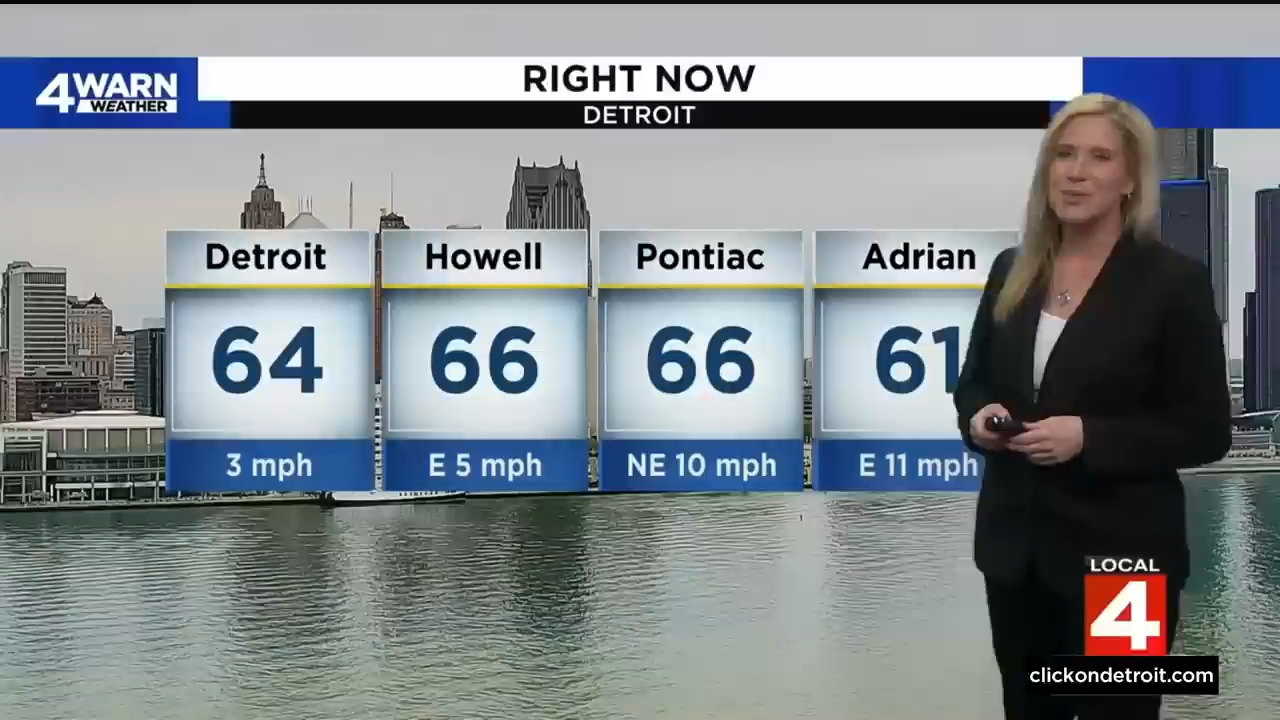 4WARN
WEATHER
RIGHT NOW
DETROIT
Detroit
Howell
Pontiac
Adrian
64
66
66
61
3 mph
E 5 mph
NE 10 mph
E 11 mph
LOCAL
4
clickondetroit.com